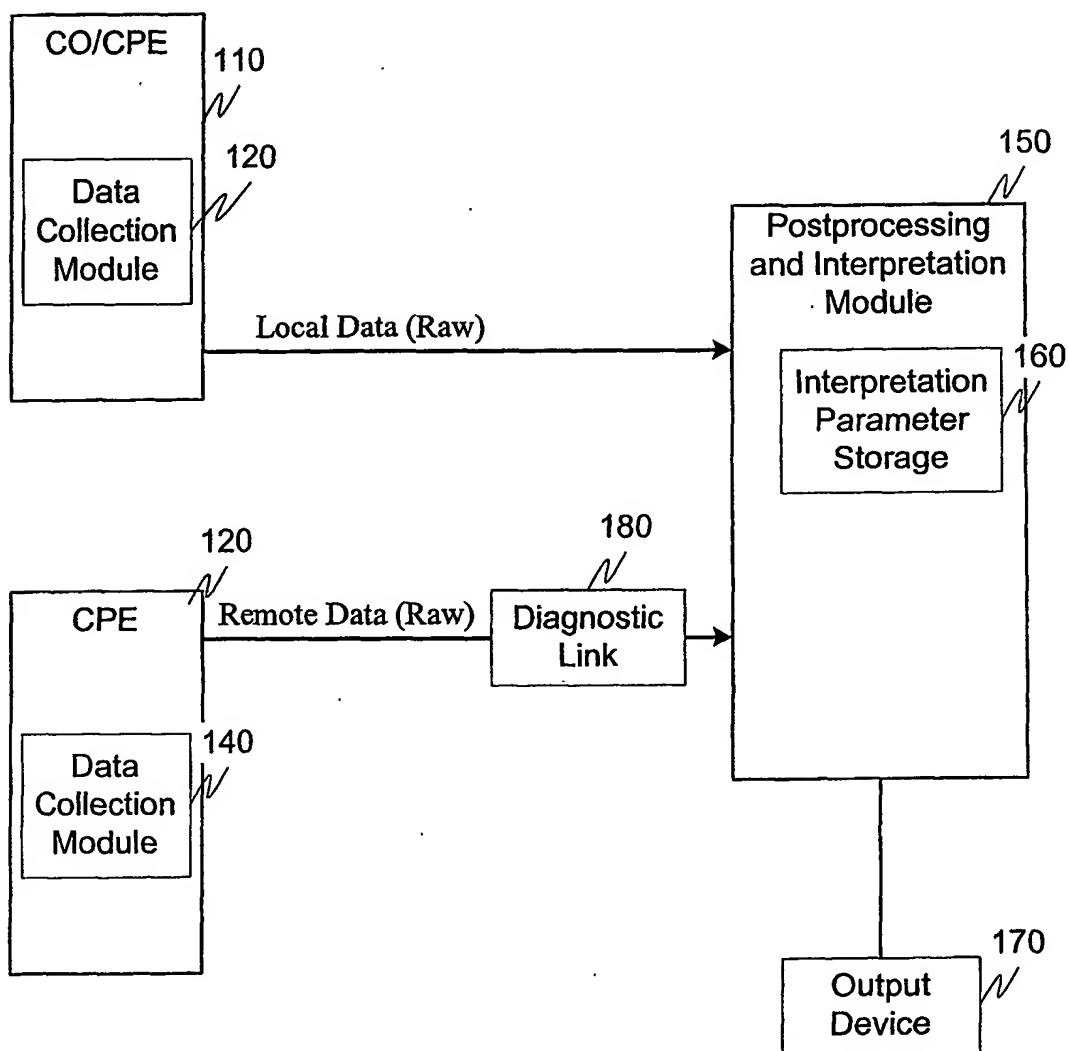 CO/CPE
110
120
Data
Collection
Module
Local Data (Raw)
150
Postprocessing
and Interpretation
Module
160
Interpretation
Parameter
Storage
120
CPE
Remote Data (Raw)
180
Diagnostic
Link
140
Data
Collection
Module
170
Output
Device